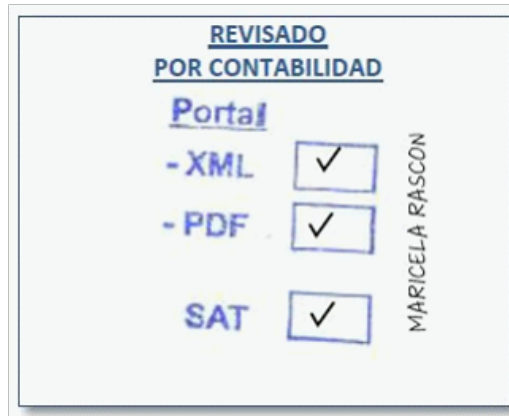 REVISADO
POR CONTABILIDAD
Portal
- XML ✓
- PDF ✓
SAT ✓
MARICELA RASCON